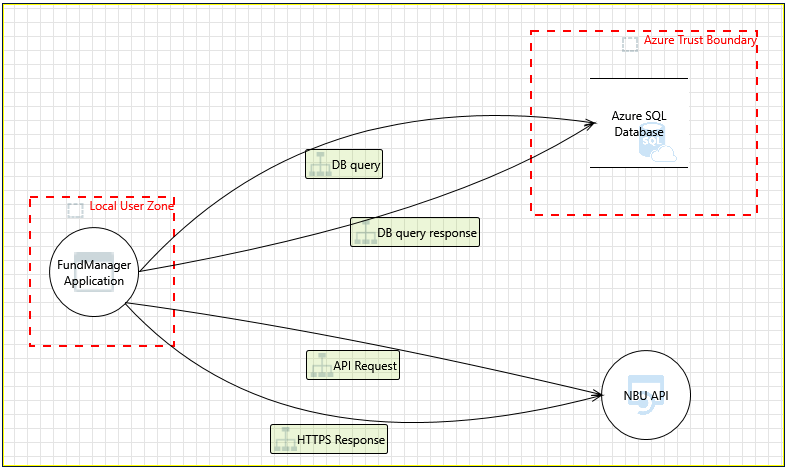 Azure Trust Boundary
Azure SQL
Database
SQL
DB query
Local User Zone
DB query response
FundManager
Application
API Request
NBU API
HTTPS Response